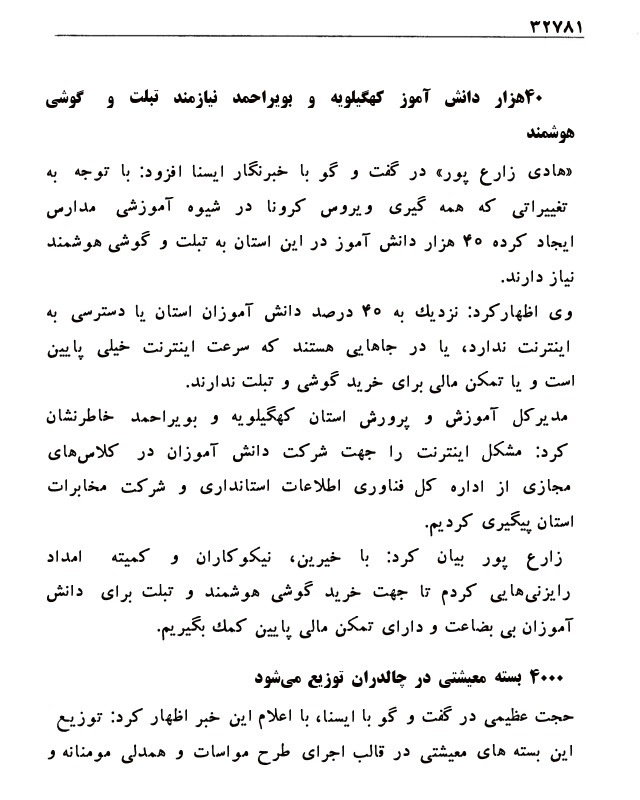 ۳۲۷۸۱
۴۰هزار دانش آموز کهگیلویه و بویراحمد نیازمند تبلت و گوشی
هوشمند
«هادی زارع پور» در گفت و گو با خبرنگار ایسنا افزود: با توجه به
تغییراتی که همه گیری ویروس کرونا در شیوه آموزشی مدارس
ایجاد کرده ۴۰ هزار دانش آموز در این استان به تبلت و گوشی هوشمند
نیاز دارند.
وی اظهارکرد: نزدیك به ۴۰ درصد دانش آموزان استان یا دسترسی به
اینترنت ندارد، یا در جاهایی هستند که سرعت اینترنت خیلی پایین
است و یا تمکن مالی برای خرید گوشی و تبلت ندارند.
مدیرکل آموزش و پرورش استان کهگیلویه و بویراحمد خاطرنشان
کرد: مشکل اینترنت را جهت شرکت دانش آموزان در کلاس‌های
مجازی از اداره کل فناوری اطلاعات استانداری و شرکت مخابرات
استان پیگیری کردیم.
زارع پور بیان کرد: با خیرین، نیکوکاران و کمیته امداد
رایزنی‌هایی کردم تا جهت خرید گوشی هوشمند و تبلت برای دانش
آموزان بی بضاعت و دارای تمکن مالی پایین کمك بگیریم.
۴۰۰۰ بسته معیشتی در چالدران توزیع می‌شود
حجت عظیمی در گفت و گو با ایسنا، با اعلام این خبر اظهار کرد: توزیع
این بسته های معیشتی در قالب اجرای طرح مواسات و همدلی مومنانه و